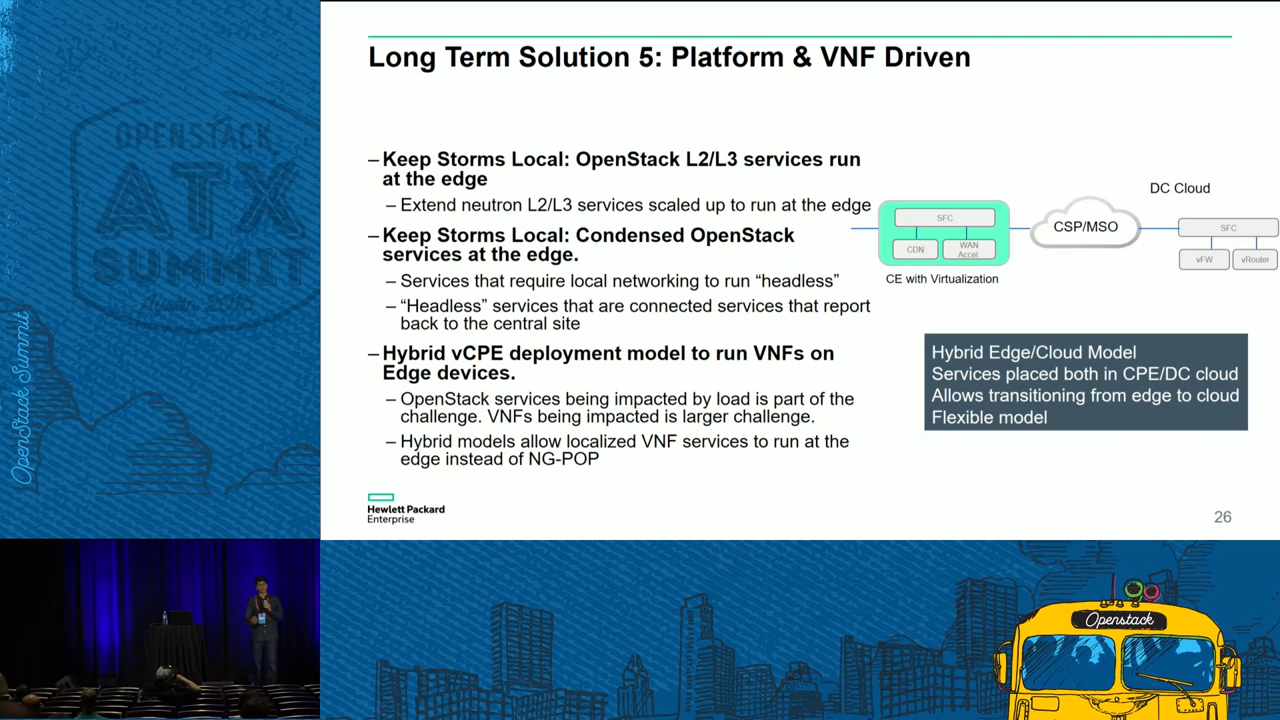 Long Term Solution 5: Platform & VNF Driven
– Keep Storms Local: OpenStack L2/L3 services run
at the edge
– Extend neutron L2/L3 services scaled up to run at the edge
– Keep Storms Local: Condensed OpenStack
services at the edge.
– Services that require local networking to run “headless”
– “Headless” services that are connected services that report
back to the central site
– Hybrid vCPE deployment model to run VNFs on
Edge devices.
– OpenStack services being impacted by load is part of the
challenge. VNFs being impacted is larger challenge.
– Hybrid models allow localized VNF services to run at the
edge instead of NG-POP
DC Cloud
SFC
CDN
WAN
Accel
CE with Virtualization
CSP/MSO
SFC
vFW
vRouter
Hybrid Edge/Cloud Model
Services placed both in CPE/DC cloud
Allows transitioning from edge to cloud
Flexible model
Hewlett Packard
Enterprise
26
OPENSTACK
ATX
OpenStack Summit
Openstack